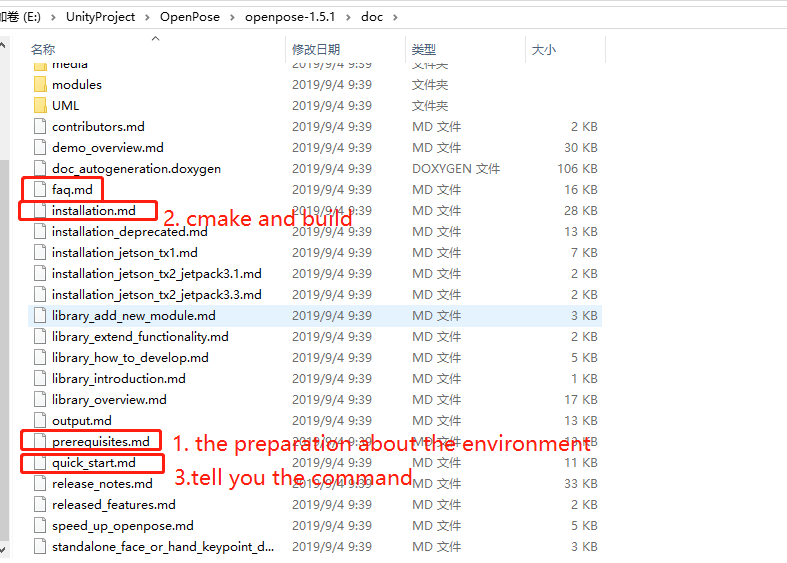 加卷 (E:) > UnityProject > OpenPose > openpose-1.5.1 > doc >
名称 修改日期 类型 大小
media 2019/9/4 9:39 文件夹
modules 2019/9/4 9:39 文件夹
UML 2019/9/4 9:39 文件夹
contributors.md 2019/9/4 9:39 MD 文件 2 KB
demo_overview.md 2019/9/4 9:39 MD 文件 30 KB
doc_autogeneration.doxygen 2019/9/4 9:39 DOXYGEN 文件 106 KB
faq.md 2019/9/4 9:39 MD 文件 16 KB
installation.md 2019/9/4 9:39 MD 文件 28 KB
2. cmake and build
installation_deprecated.md 2019/9/4 9:39 MD 文件 13 KB
installation_jetson_tx1.md 2019/9/4 9:39 MD 文件 7 KB
installation_jetson_tx2_jetpack3.1.md 2019/9/4 9:39 MD 文件 2 KB
installation_jetson_tx2_jetpack3.3.md 2019/9/4 9:39 MD 文件 2 KB
library_add_new_module.md 2019/9/4 9:39 MD 文件 3 KB
library_extend_functionality.md 2019/9/4 9:39 MD 文件 2 KB
library_how_to_develop.md 2019/9/4 9:39 MD 文件 5 KB
library_introduction.md 2019/9/4 9:39 MD 文件 1 KB
library_overview.md 2019/9/4 9:39 MD 文件 17 KB
output.md 2019/9/4 9:39 MD 文件 13 KB
prerequisites.md 2019/9/4 9:39 MD 文件 KB
1. the preparation about the environment
quick_start.md 2019/9/4 9:39 MD 文件 11 KB
3.tell you the command
release_notes.md 2019/9/4 9:39 MD 文件 33 KB
released_features.md 2019/9/4 9:39 MD 文件 2 KB
speed_up_openpose.md 2019/9/4 9:39 MD 文件 5 KB
standalone_face_or_hand_keypoint_d... 2019/9/4 9:39 MD 文件 3 KB